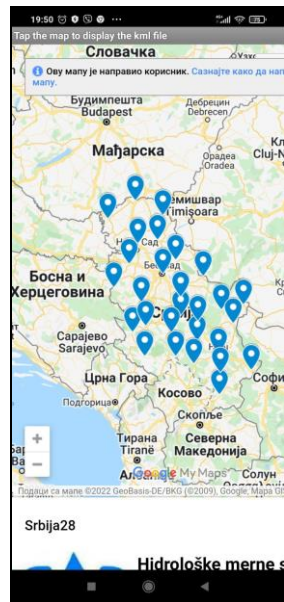 19:50
Tap the map to display the kml file
Словачка
Ову мапу је направио корисник. Сазнајте како да нап
мапу.
Будимпешта
Budapest
Дебрецин
Debrecen
Мађарска
Орадеа
Oradea
Cluj-N
Темишвар
Timișoara
Нови Сад
Београд
Босна и
Херцеговина
Сарајево
Sarajevo
Црна Гора
Косово
Софи
Подгорица
Скопље
Тирана
Tiranë
Северна
Македонија
Google My Maps
Солун
Подаци са мапе ©2022 GeoBasis-DE/BKG (©2009), Google, Mapa GI
Srbija28
Hidrološke merne s